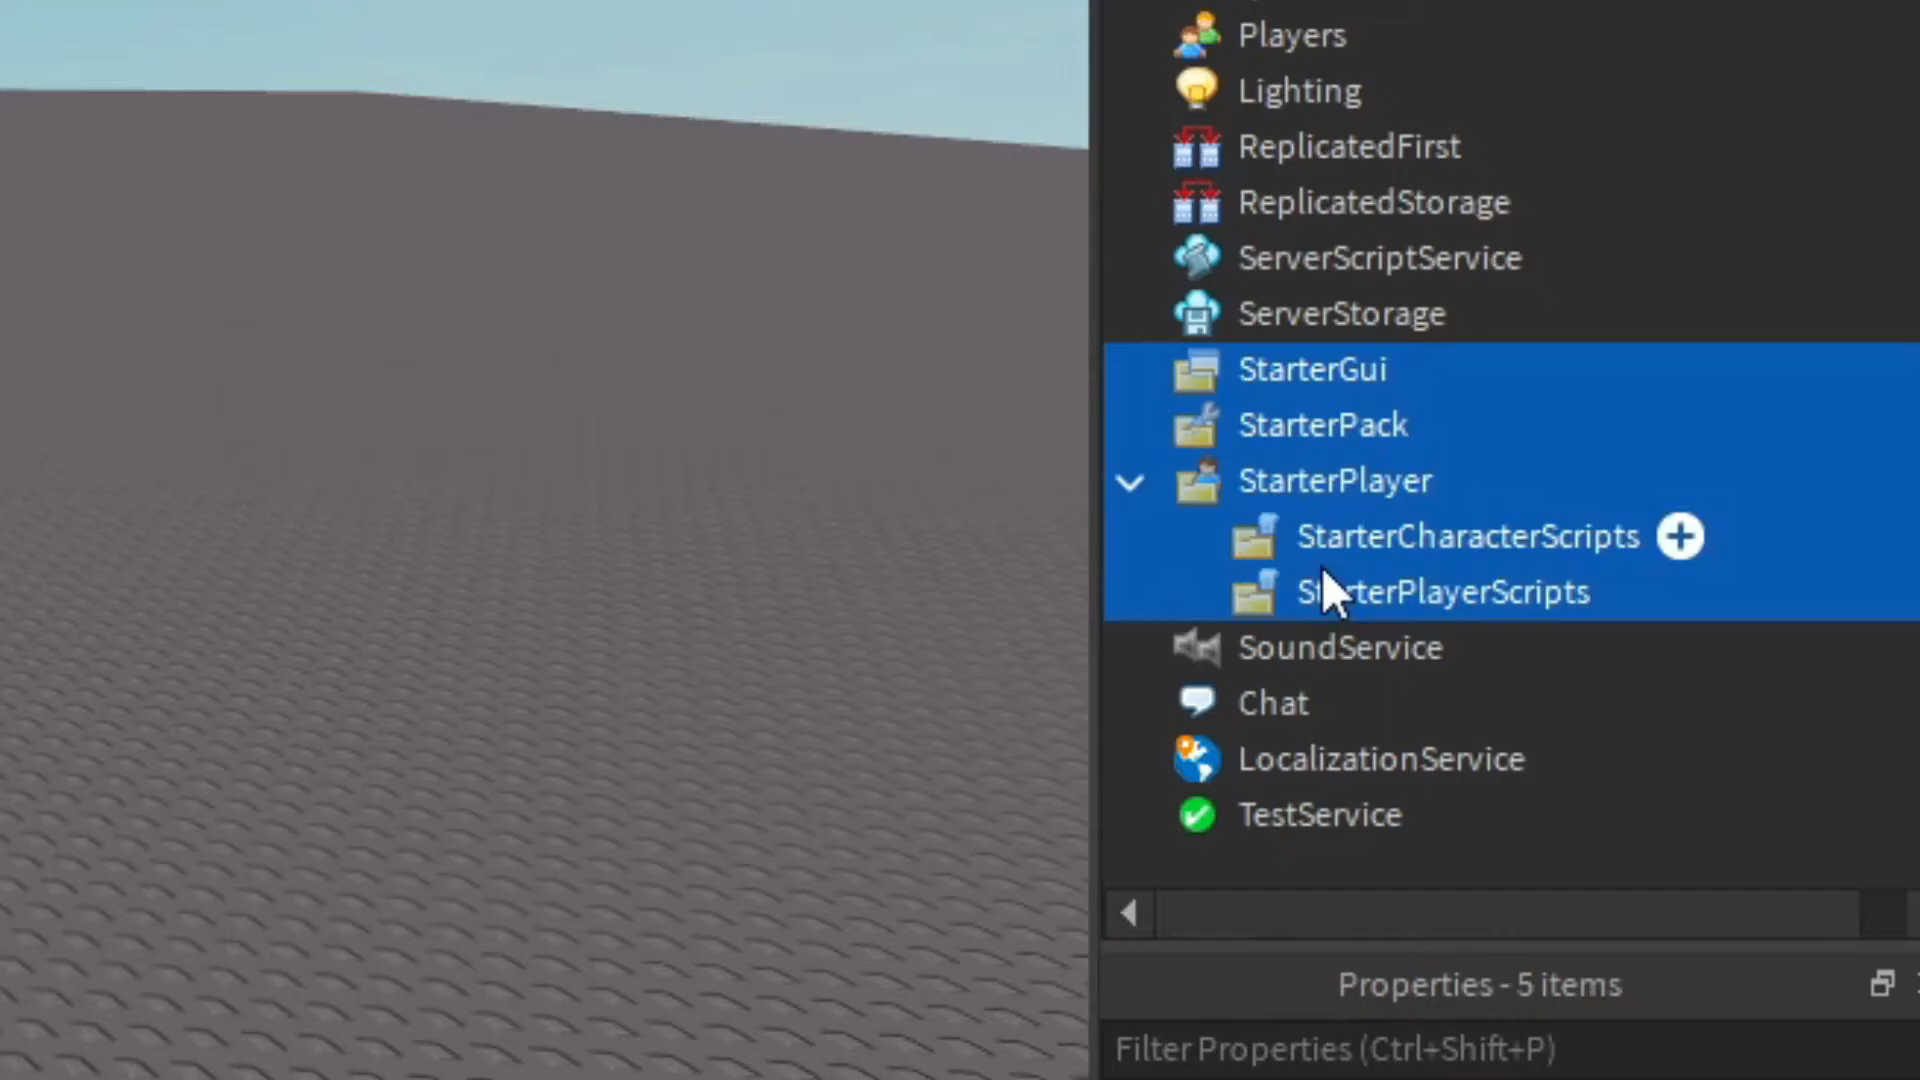 Players
Lighting
ReplicatedFirst
ReplicatedStorage
ServerScriptService
ServerStorage
StarterGui
StarterPack
StarterPlayer
StarterCharacterScripts
StarterPlayerScripts
SoundService
Chat
LocalizationService
TestService
Properties - 5 items
Filter Properties (Ctrl+Shift+P)